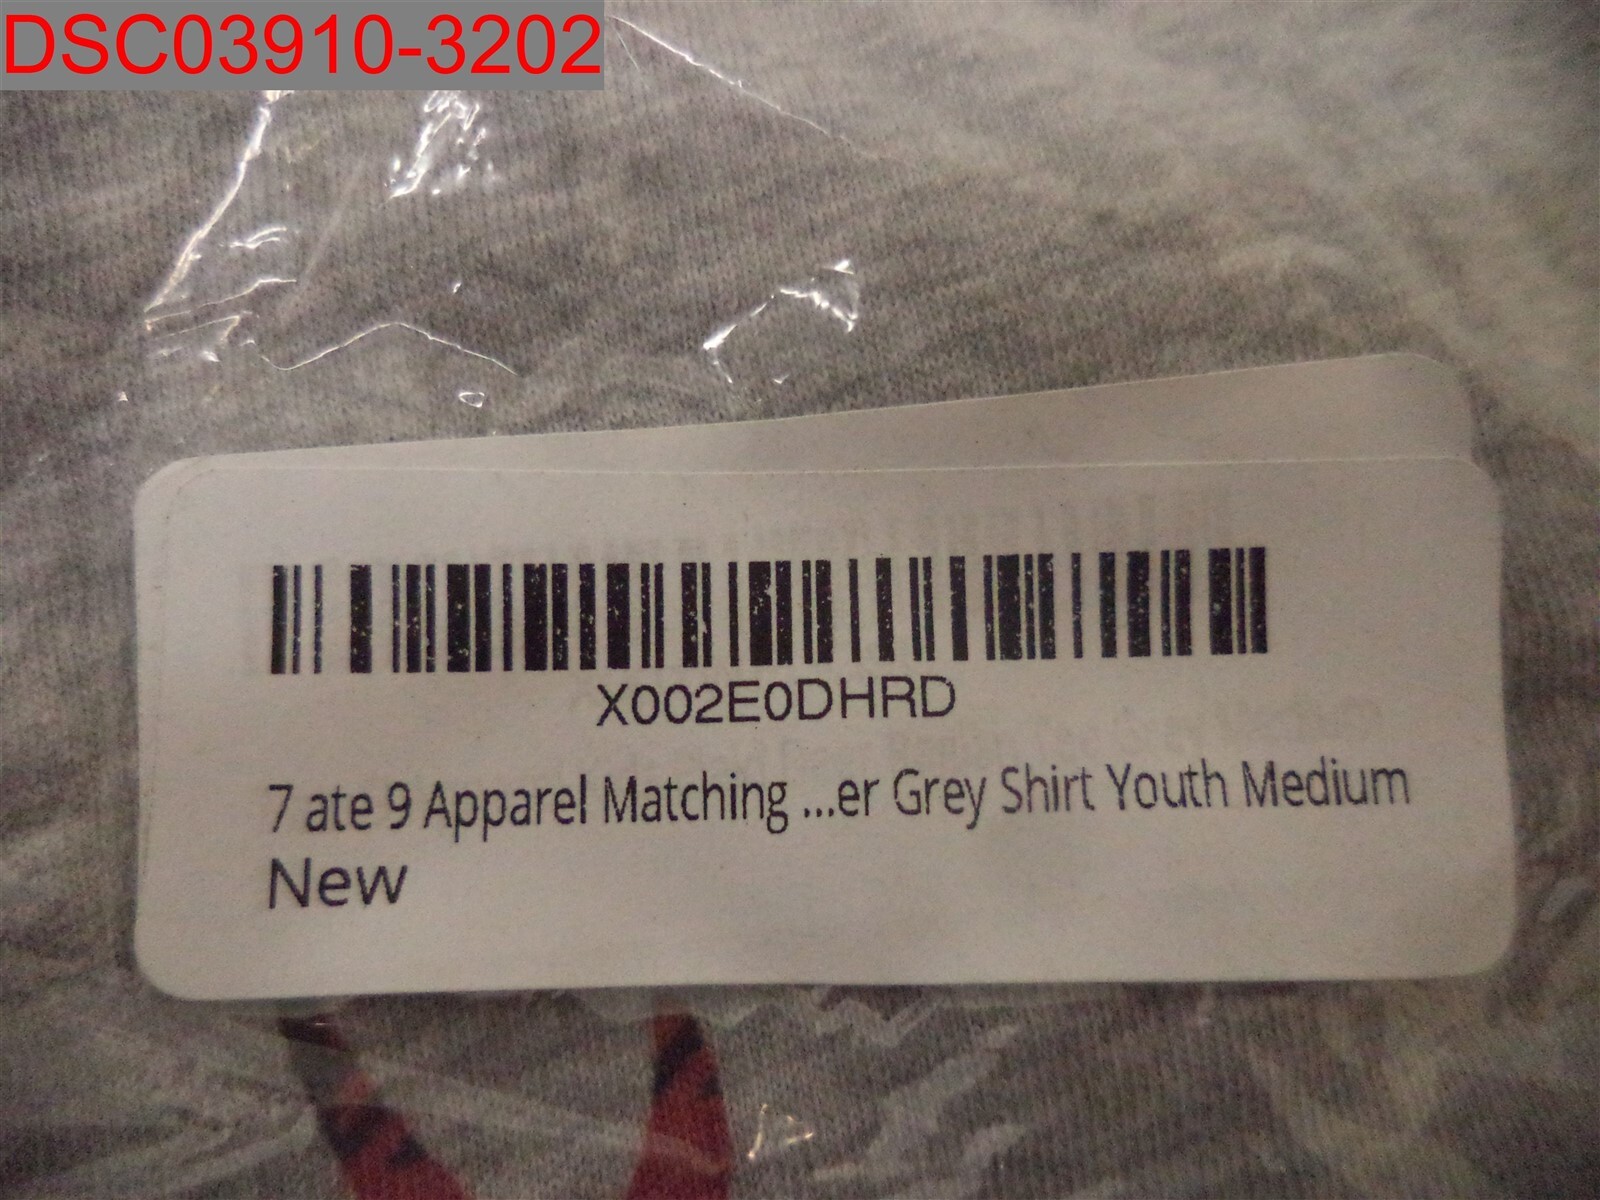 DSC03910-3202
X002E0DHRD
7 ate 9 Apparel Matching ...er Grey Shirt Youth Medium
New